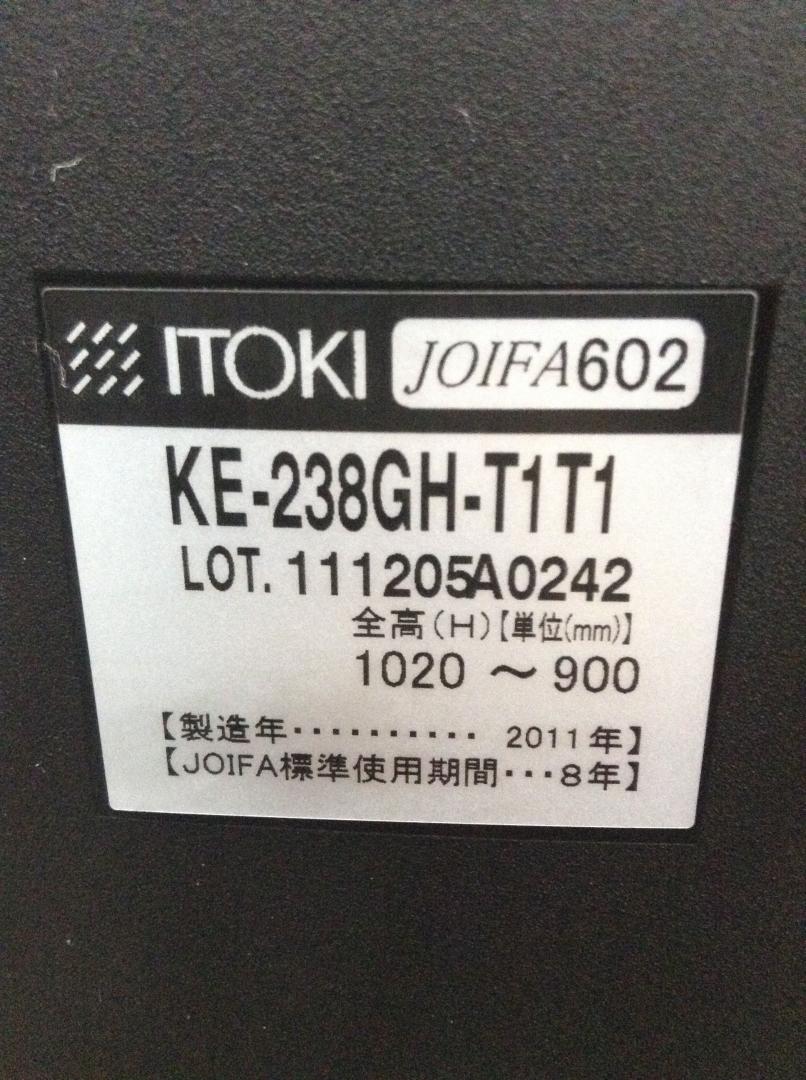 ITOKI JOIFA602
KE-238GH-T1T1
LOT. 111205A0242
全高(H)【単位(mm)】
1020 〜 900
【製造年・・・・・・・・・・ 2011年】
【JOIFA標準使用期間・・・8年】